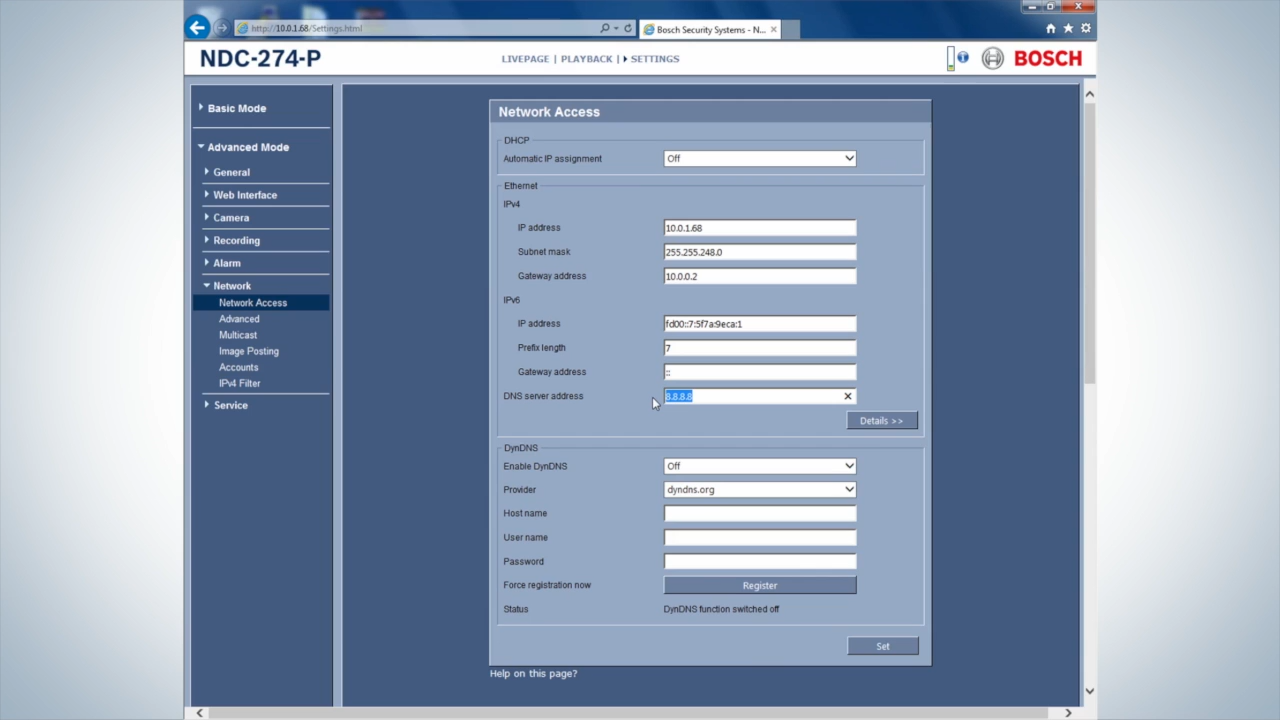 http://10.0.1.68/Settings.html
Bosch Security Systems - N...
NDC-274-P
LIVEPAGE | PLAYBACK | SETTINGS
BOSCH
Basic Mode
Advanced Mode
General
Web Interface
Camera
Recording
Alarm
Network
Network Access
Advanced
Multicast
Image Posting
Accounts
IPv4 Filter
Service
Network Access
DHCP
Automatic IP assignment Off
Ethernet
IPv4
IP address 10.0.1.68
Subnet mask 255.255.248.0
Gateway address 10.0.0.2
IPv6
IP address fd00::7:5f7a:9eca:1
Prefix length 7
Gateway address ::
DNS server address 8.8.8.8
Details >>
DynDNS
Enable DynDNS Off
Provider dyndns.org
Host name
User name
Password
Force registration now Register
Status DynDNS function switched off
Set
Help on this page?